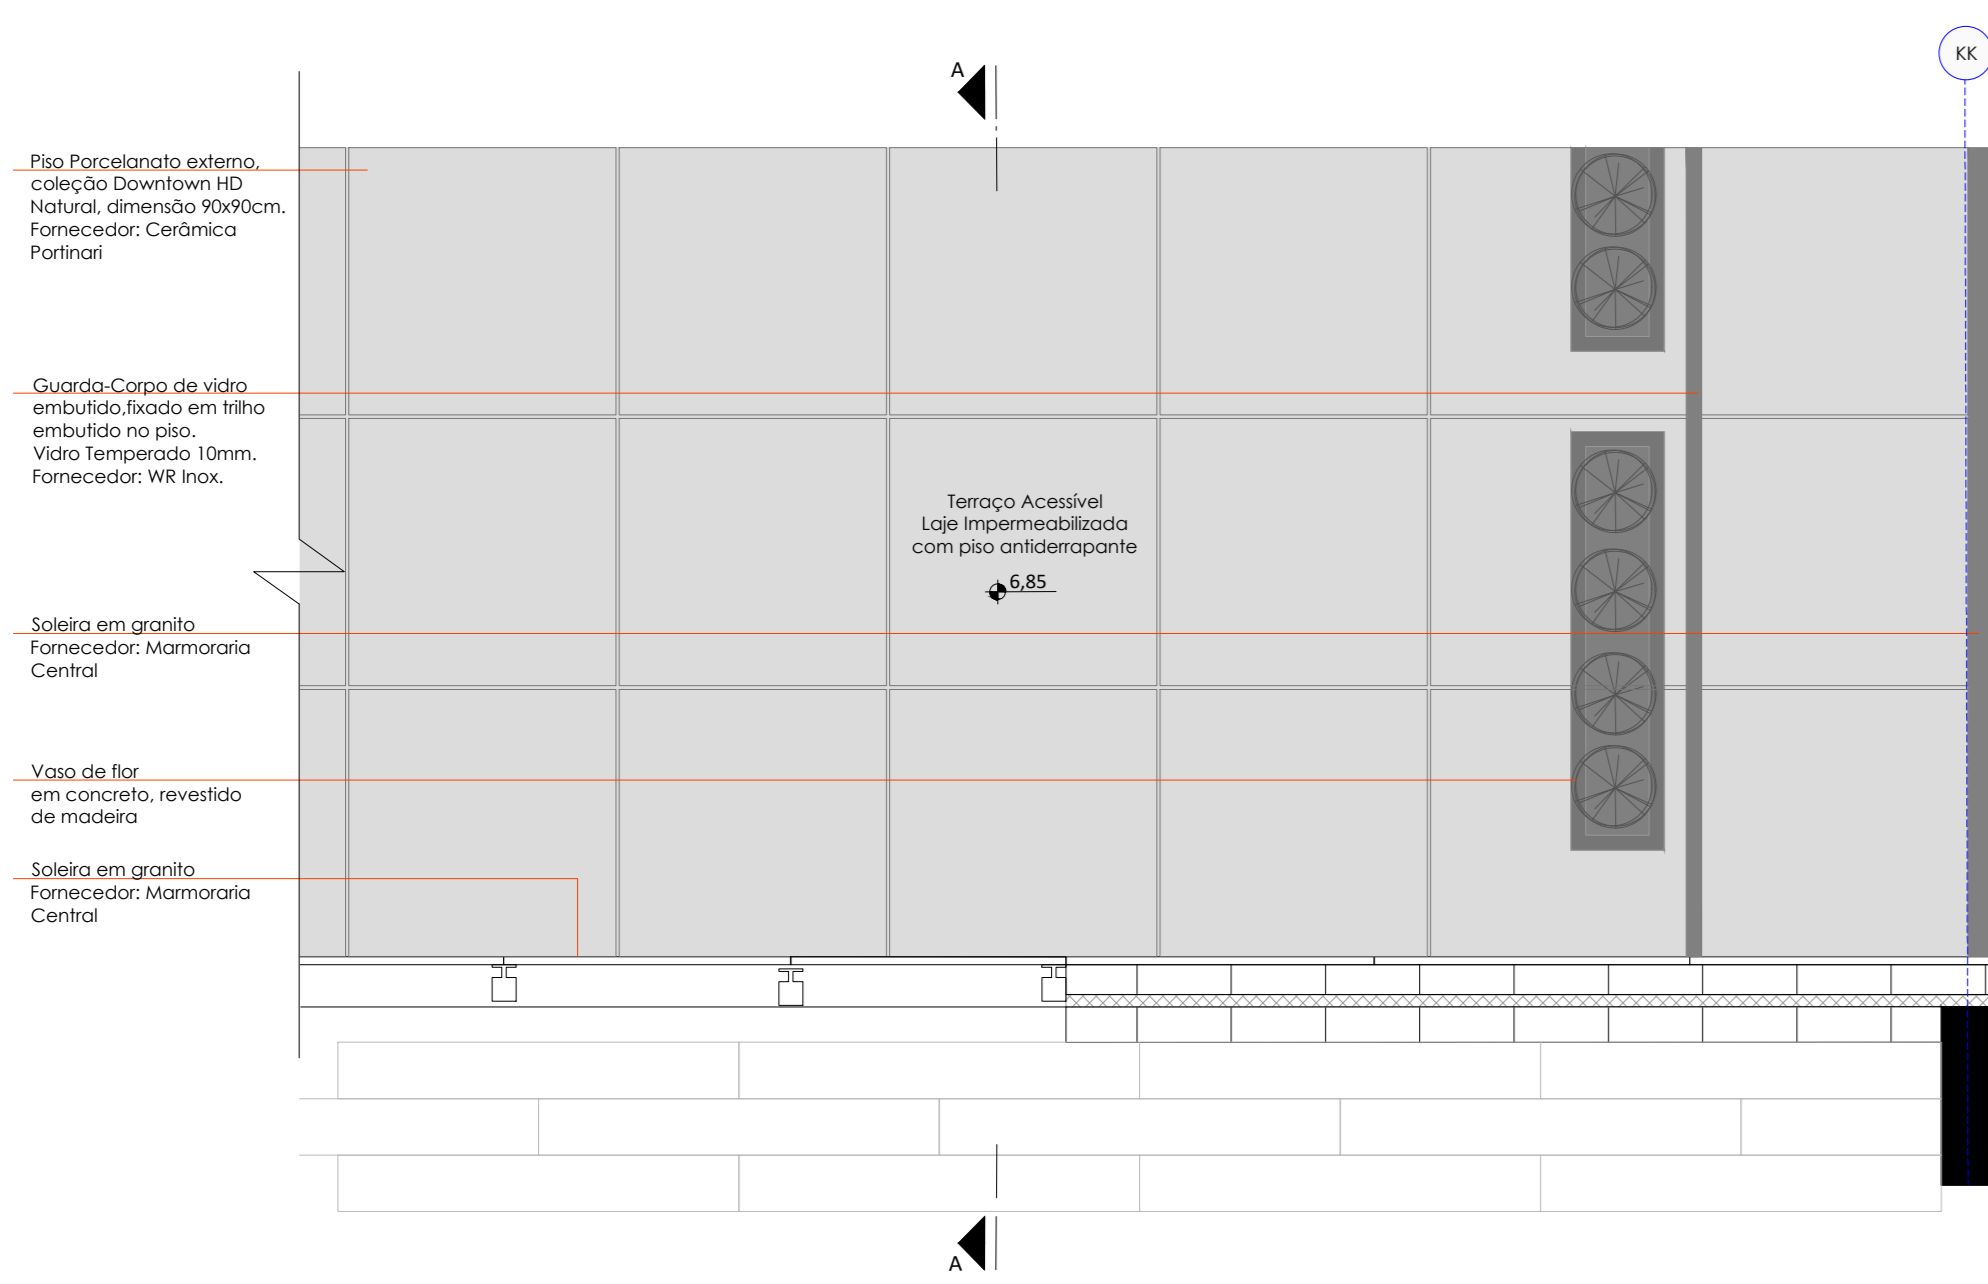 A
KK
Piso Porcelanato externo,
coleção Downtown HD
Natural, dimensão 90x90cm.
Fornecedor: Cerâmica
Portinari
Guarda-Corpo de vidro
embutido,fixado em trilho
embutido no piso.
Vidro Temperado 10mm.
Fornecedor: WR Inox.
Terraço Acessível
Laje Impermeabilizada
com piso antiderrapante
6,85
Soleira em granito
Fornecedor: Marmoraria
Central
Vaso de flor
em concreto, revestido
de madeira
Soleira em granito
Fornecedor: Marmoraria
Central
A